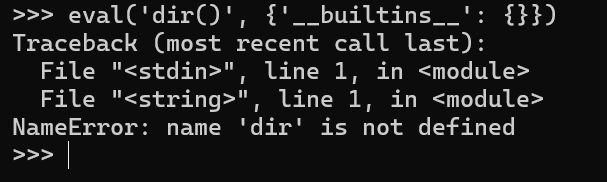 >>> eval('dir()', {'__builtins__': {}})
Traceback (most recent call last):
  File "<stdin>", line 1, in <module>
  File "<string>", line 1, in <module>
NameError: name 'dir' is not defined
>>>